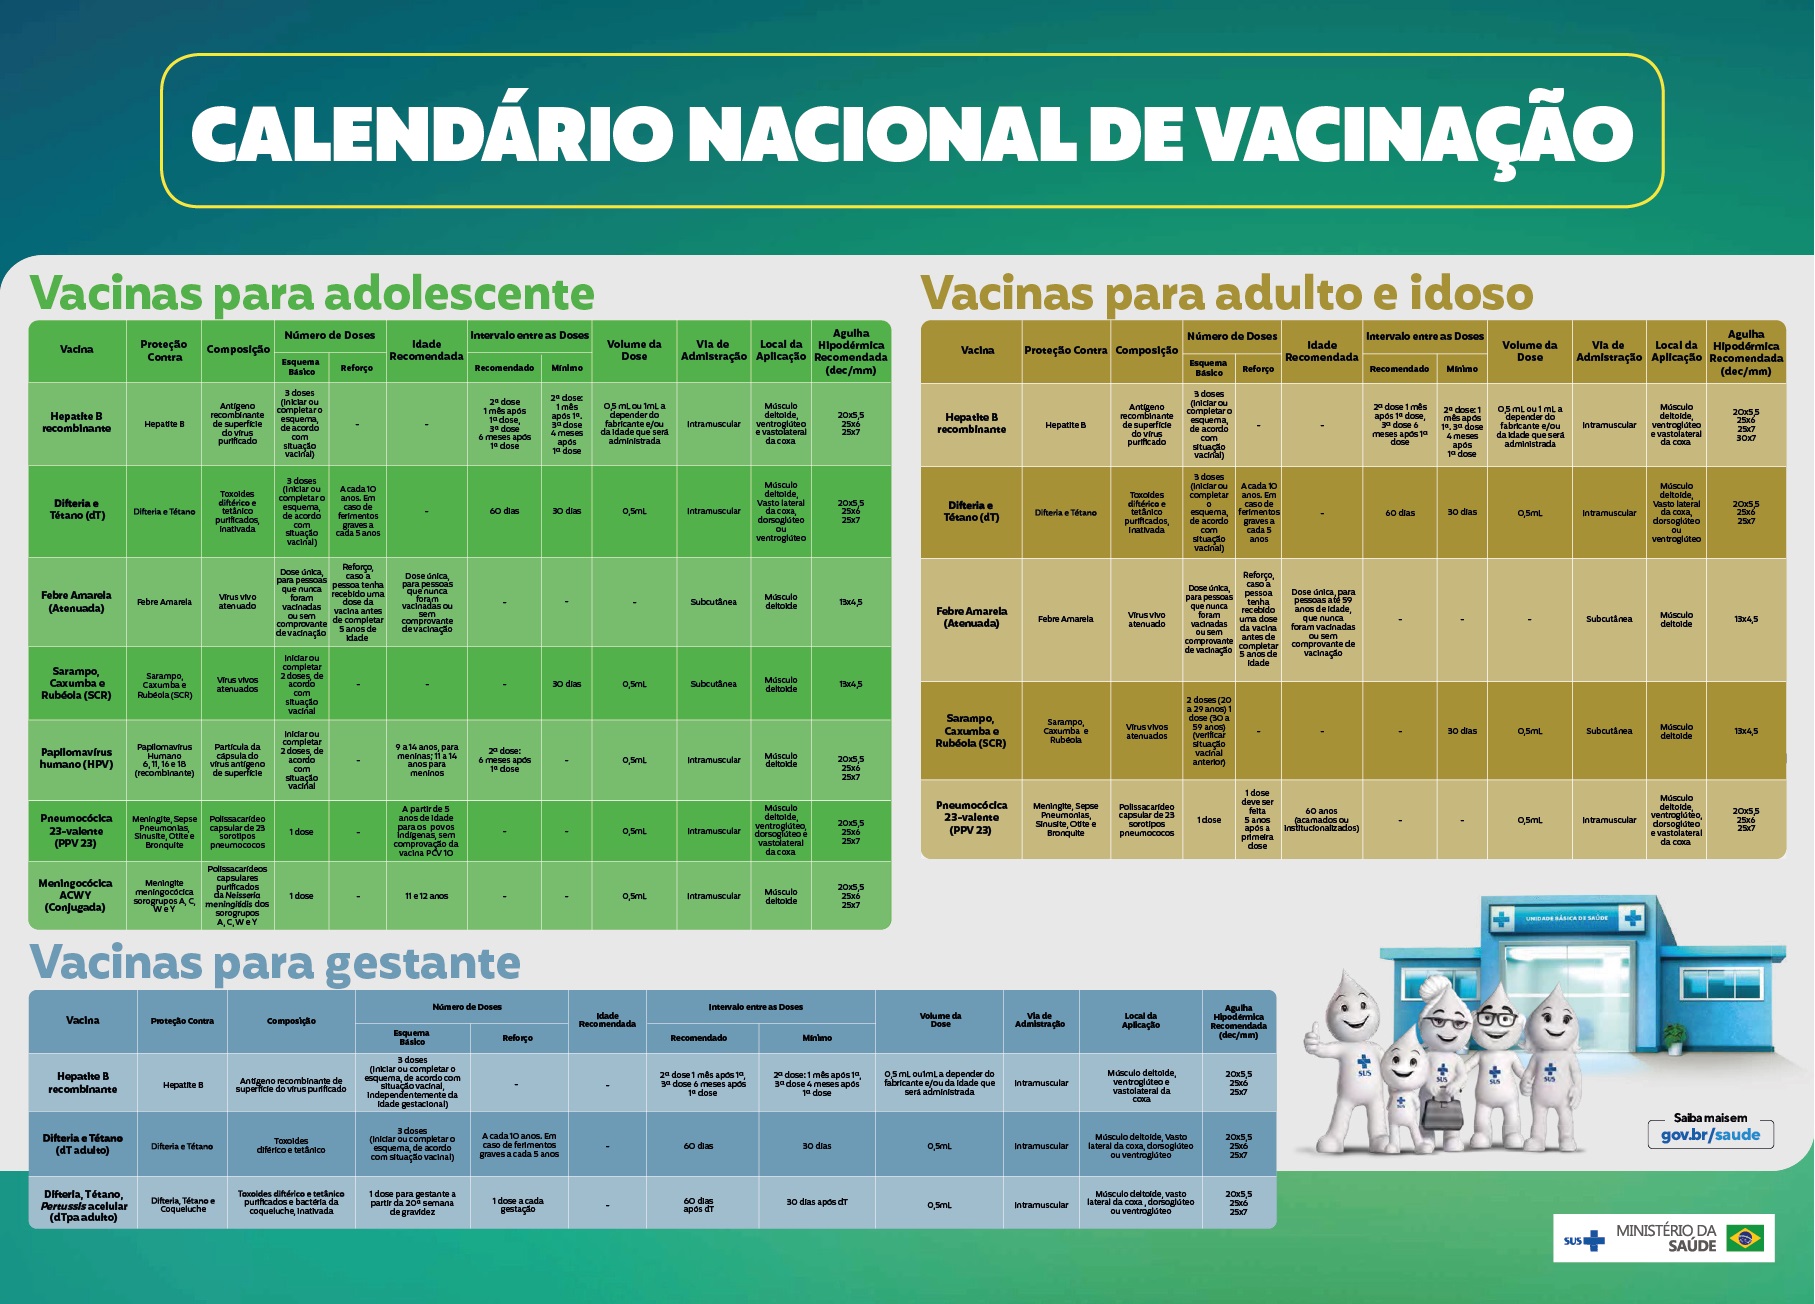 CALENDÁRIO NACIONAL DE VACINAÇÃO
Vacinas para adolescente
Vacina
Proteção
Contra
Composição
Número de Doses
Esquema
Básico
Reforço
Idade
Recomendada
Intervalo entre as Doses
Recomendado
Mínimo
Volume da
Dose
Via de
Admistração
Local da
Aplicação
Agulha
Hipodérmica
Recomendada
(dec/mm)
Hepatite B
recombinante
Hepatite B
Antígeno
recombinante
de superfície
do vírus
purificado
3 doses
(iniciar ou
completar o
esquema,
de acordo
com
situação
vacinal)
-
-
2ª dose
1 mês após
1ª dose,
3ª dose
6 meses após
1ª dose
2ª dose:
1 mês
após 1ª.
3ª dose
4 meses
após
1ª dose
0,5 mL ou 1mL a
depender do
fabricante e/ou
da idade que será
administrada
Intramuscular
Músculo
deltoide,
ventroglúteo
e vastolateral
da coxa
20x5,5
25x6
25x7
Difteria e
Tétano (dT)
Difteria e Tétano
Toxoides
diftérico e
tetânico
purificados,
inativada
3 doses
(iniciar ou
completar o
esquema,
de acordo
com
situação
vacinal)
A cada 10
anos. Em
caso de
ferimentos
graves a
cada 5 anos
-
60 dias
30 dias
0,5mL
Intramuscular
Músculo
deltoide,
Vasto lateral
da coxa,
dorsoglúteo
ou
ventroglúteo
20x5,5
25x6
25x7
Febre Amarela
(Atenuada)
Febre Amarela
Vírus vivo
atenuado
Dose única,
para pessoas
que nunca
foram
vacinadas
ou sem
comprovante
de vacinação
Reforço,
caso a
pessoa tenha
recebido uma
dose da
vacina antes
de completar
5 anos de
idade
Dose única,
para pessoas
que nunca
foram
vacinadas ou
sem
comprovante
de vacinação
-
-
-
Subcutânea
Músculo
deltoide
13x4,5
Sarampo,
Caxumba e
Rubéola (SCR)
Sarampo,
Caxumba e
Rubéola (SCR)
Vírus vivos
atenuados
Iniciar ou
completar
2 doses, de
acordo
com
situação
vacinal
-
-
-
30 dias
0,5mL
Subcutânea
Músculo
deltoide
13x4,5
Papilomavírus
humano (HPV)
Papilomavírus
Humano
6, 11, 16 e 18
(recombinante)
Partícula da
cápsula do
vírus antígeno
de superfície
Iniciar ou
completar
2 doses, de
acordo
com
situação
vacinal
-
9 a 14 anos, para
meninas; 11 a 14
anos para
meninos
2ª dose:
6 meses após
1ª dose
-
0,5mL
Intramuscular
Músculo
deltoide
20x5,5
25x6
25x7
Pneumocócica
23-valente
(PPV 23)
Meningite, Sepse
Pneumonias,
Sinusite, Otite e
Bronquite
Polissacarídeo
capsular de 23
sorotipos
pneumococos
1 dose
-
A partir de 5
anos de idade
para os povos
indígenas, sem
comprovação da
vacina PCV 10
-
-
0,5mL
Intramuscular
Músculo
deltoide,
ventroglúteo,
dorsoglúteo e
vastolateral
da coxa
20x5,5
25x6
25x7
Meningocócica
ACWY
(Conjugada)
Meningite
meningocócica
sorogrupos A, C,
W e Y
Polissacarídeos
capsulares
purificados
da Neisseria
meningitidis dos
sorogrupos
A, C, W e Y
1 dose
-
11 e 12 anos
-
-
0,5mL
Intramuscular
Músculo
deltoide
20x5,5
25x6
25x7
Vacinas para adulto e idoso
Vacina
Proteção Contra
Composição
Número de Doses
Esquema
Básico
Reforço
Idade
Recomendada
Intervalo entre as Doses
Recomendado
Mínimo
Volume da
Dose
Via de
Admistração
Local da
Aplicação
Agulha
Hipodérmica
Recomendada
(dec/mm)
Hepatite B
recombinante
Hepatite B
Antígeno
recombinante
de superfície
do vírus
purificado
3 doses
(iniciar ou
completar o
esquema,
de acordo
com
situação
vacinal)
-
-
2ª dose 1 mês
após 1ª dose,
3ª dose 6
meses após 1ª
dose
2ª dose: 1
mês após
1ª, 3ª dose
4 meses
após
1ª dose
0,5 mL ou 1 mL a
depender do
fabricante e/ou
da idade que será
administrada
Intramuscular
Músculo
deltoide,
ventroglúteo
e vastolateral
da coxa
20x5,5
25x6
25x7
30x7
Difteria e
Tétano (dT)
Difteria e Tétano
Toxoides
diftérico e
tetânico
purificados,
inativada
3 doses
(iniciar ou
completar
o
esquema,
de acordo
com
situação
vacinal)
A cada 10
anos. Em
caso de
ferimentos
graves a
cada 5
anos
-
60 dias
30 dias
0,5mL
Intramuscular
Músculo
deltoide,
Vasto lateral
da coxa,
dorsoglúteo
ou
ventroglúteo
20x5,5
25x6
25x7
Febre Amarela
(Atenuada)
Febre Amarela
Vírus vivo
atenuado
Dose única,
para pessoas
que nunca
foram
vacinadas
ou sem
comprovante
de vacinação
Reforço,
caso a
pessoa
tenha
recebido
uma dose
da vacina
antes de
completar
5 anos de
idade
Dose única, para
pessoas até 59
anos de idade,
que nunca
foram vacinadas
ou sem
comprovante de
vacinação
-
-
-
Subcutânea
Músculo
deltoide
13x4,5
Sarampo,
Caxumba e
Rubéola (SCR)
Sarampo,
Caxumba e
Rubéola
Vírus vivos
atenuados
2 doses (20
a 29 anos) 1
dose (30 a
59 anos)
(verificar
situação
vacinal
anterior)
-
-
-
30 dias
0,5mL
Subcutânea
Músculo
deltoide
13x4,5
Pneumocócica
23-valente
(PPV 23)
Meningite, Sepse
Pneumonias,
Sinusite, Otite e
Bronquite
Polissacarídeo
capsular de 23
sorotipos
pneumococos
1 dose
1 dose
deve ser
feita
5 anos
após a
primeira
dose
60 anos
(acamados ou
institucionalizados)
-
-
0,5mL
Intramuscular
Músculo
deltoide,
ventroglúteo,
dorsoglúteo
e vastolateral
da coxa
20x5,5
25x6
25x7
Vacinas para gestante
Vacina
Proteção Contra
Composição
Número de Doses
Esquema
Básico
Reforço
Idade
Recomendada
Intervalo entre as Doses
Recomendado
Mínimo
Volume da
Dose
Via de
Admistração
Local da
Aplicação
Agulha
Hipodérmica
Recomendada
(dec/mm)
Hepatite B
recombinante
Hepatite B
Antígeno recombinante de
superfície do vírus purificado
3 doses
(iniciar ou completar o
esquema, de acordo com
situação vacinal,
independentemente da
idade gestacional)
-
-
2ª dose 1 mês após 1ª,
3ª dose 6 meses após
1ª dose
2ª dose: 1 mês após 1ª,
3ª dose 4 meses após
1ª dose
0,5 mL ou1mL a depender do
fabricante e/ou da idade que
será administrada
Intramuscular
Músculo deltoide,
ventroglúteo e
vastolateral da
coxa
20x5,5
25x6
25x7
Difteria e Tétano
(dT adulto)
Difteria e Tétano
Toxoides
diférico e tetânico
3 doses
(iniciar ou completar o
esquema, de acordo
com situação vacinal)
A cada 10 anos. Em
caso de ferimentos
graves a cada 5 anos
-
60 dias
30 dias
0,5mL
Intramuscular
Músculo deltoide, Vasto
lateral da coxa, dorsoglúteo
ou ventroglúteo
20x5,5
25x6
25x7
Difteria, Tétano,
Pertussis acelular
(dTpa adulto)
Difteria, Tétano e
Coqueluche
Toxoides diftérico e tetânico
purificados e bactéria da
coqueluche, inativada
1 dose para gestante a
partir da 20ª semana
de gravidez
1 dose a cada
gestação
-
60 dias
após dT
30 dias após dT
0,5mL
Intramuscular
Músculo deltoide, vasto
lateral da coxa , dorsoglúteo
ou ventroglúteo
20x5,5
25x6
25x7
UNIDADE BÁSICA DE SAÚDE
SUS
SUS
SUS
SUS
SUS
Saiba mais em
gov.br/saude
SUS
MINISTÉRIO DA
SAÚDE